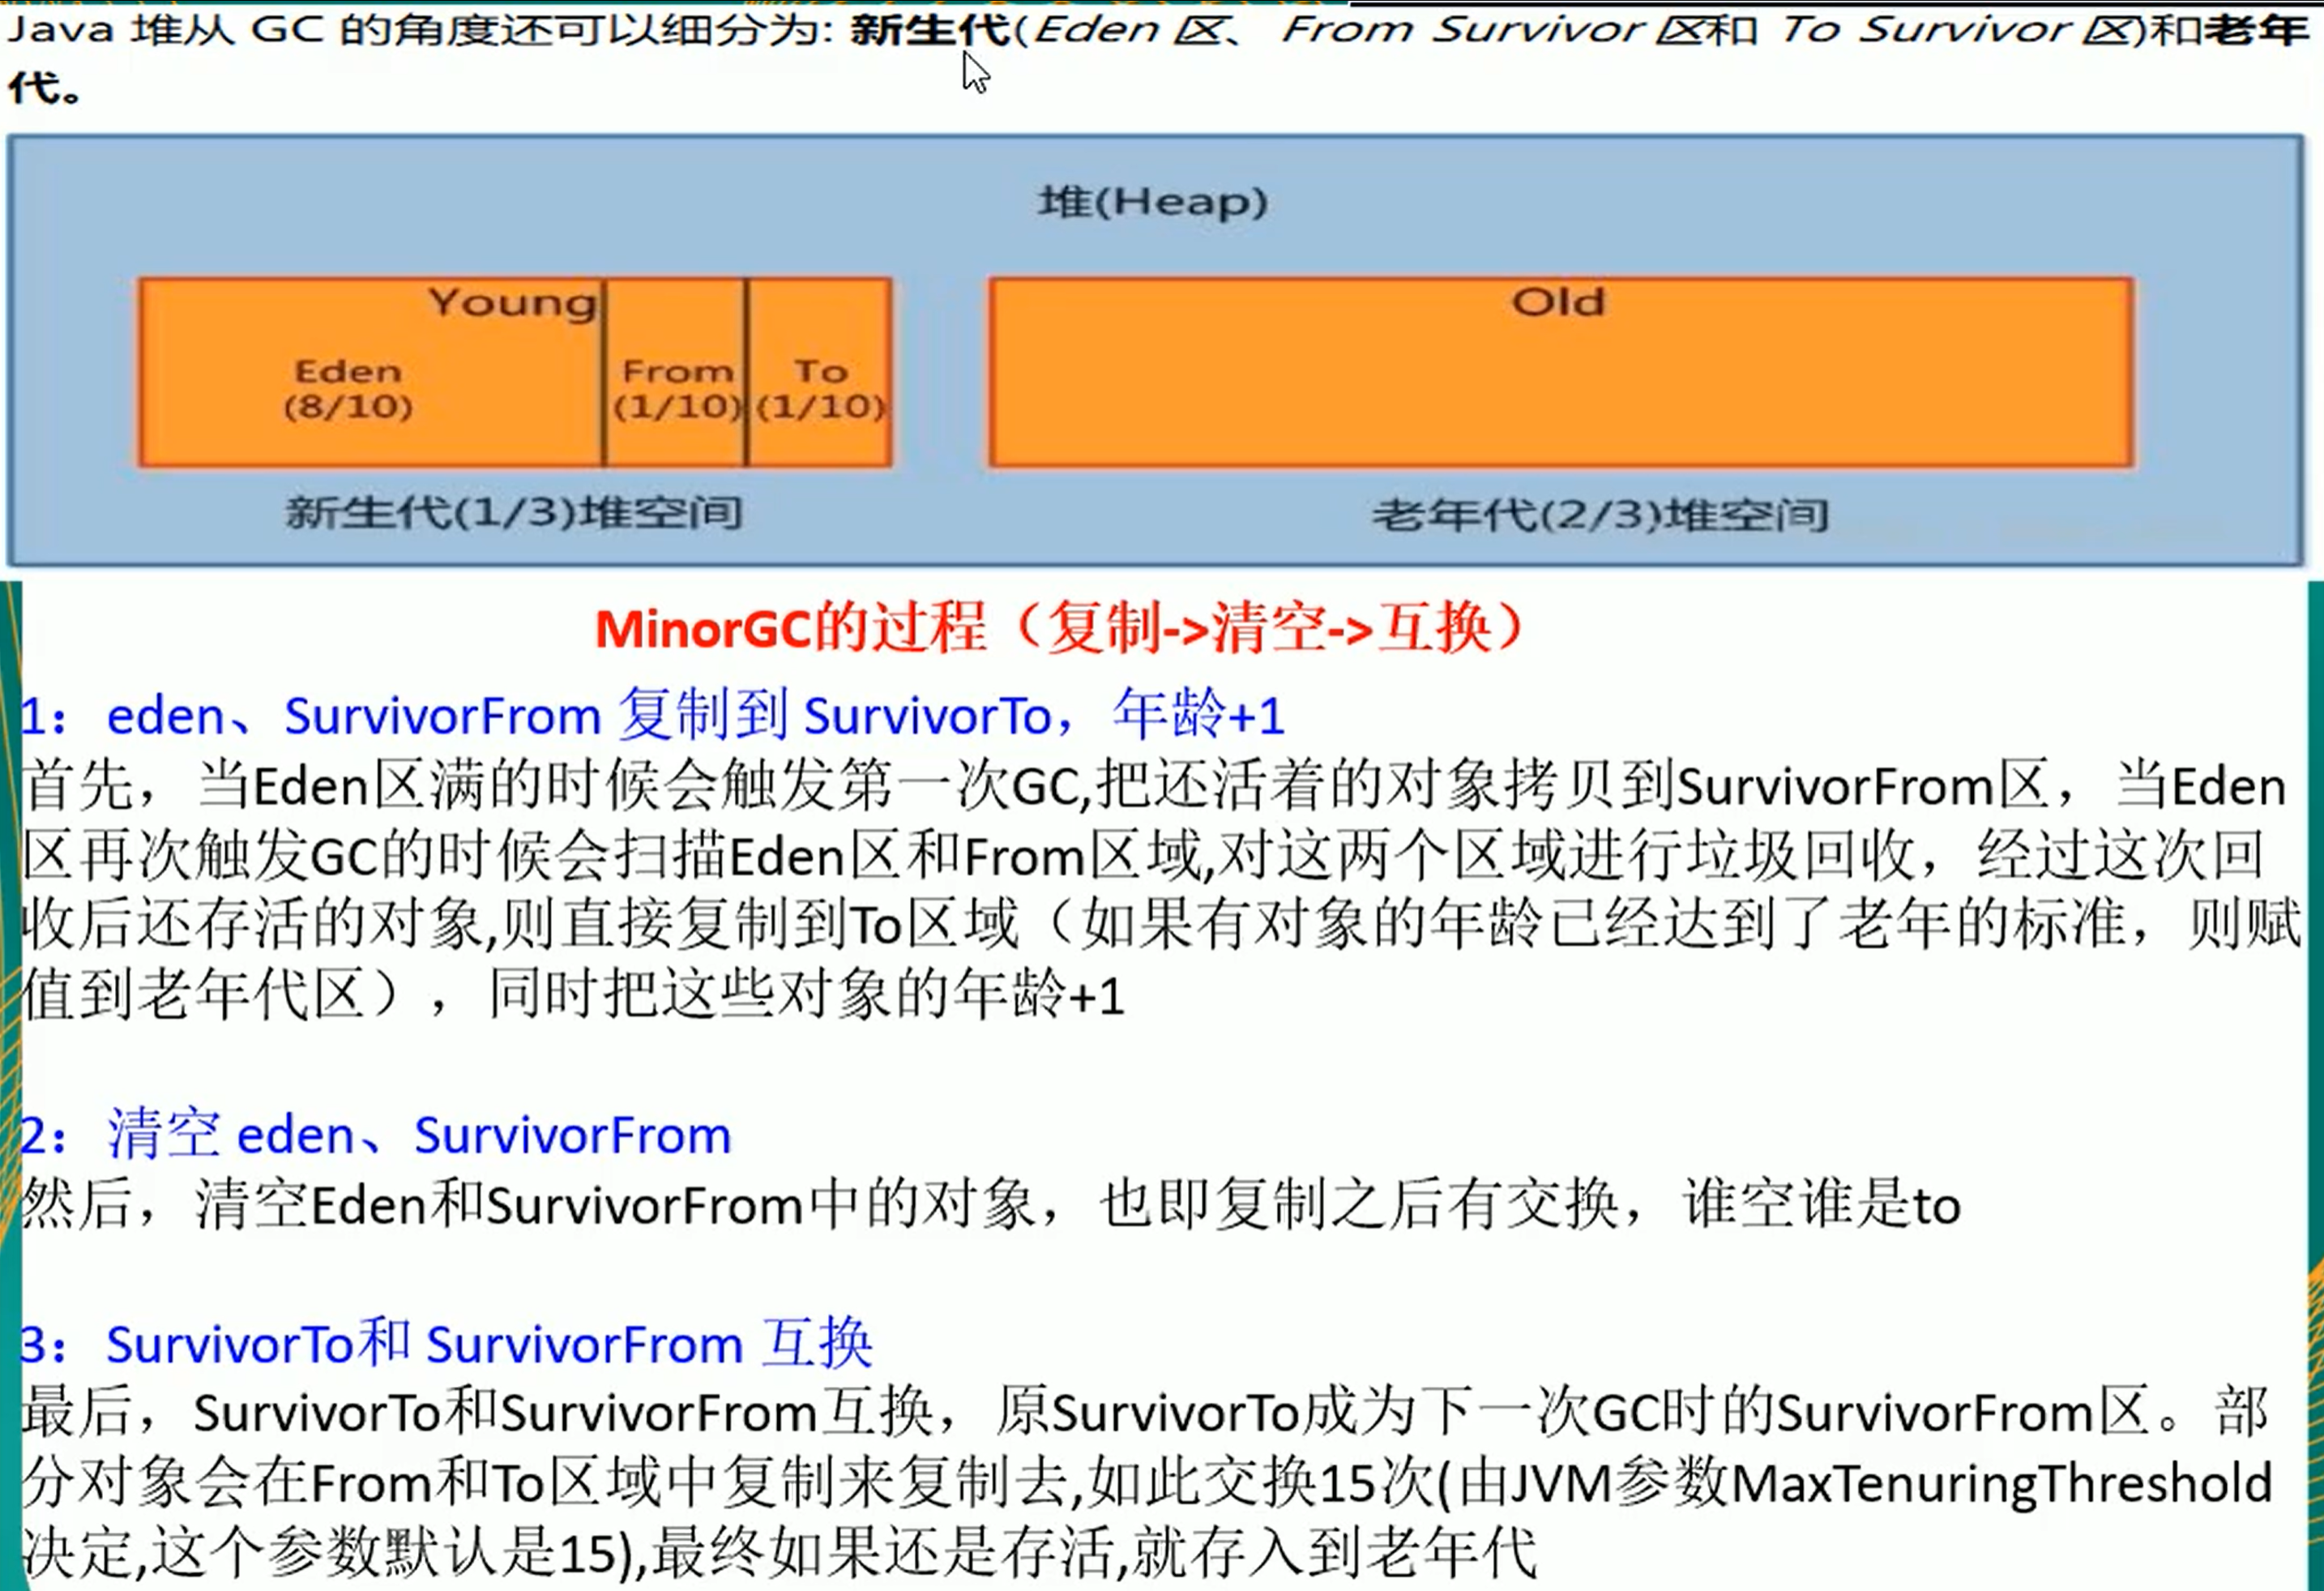 Java 堆从 GC 的角度还可以细分为: 新生代(Eden 区、From Survivor 区和 To Survivor 区)和老年
代。
堆(Heap)
Young
Old
Eden
(8/10)
From
(1/10)
To
(1/10)
新生代(1/3)堆空间
老年代(2/3)堆空间
MinorGC的过程（复制->清空->互换）
1： eden、SurvivorFrom 复制到 SurvivorTo，年龄+1
首先，当Eden区满的时候会触发第一次GC,把还活着的对象拷贝到SurvivorFrom区，当Eden
区再次触发GC的时候会扫描Eden区和From区域,对这两个区域进行垃圾回收，经过这次回
收后还存活的对象,则直接复制到To区域（如果有对象的年龄已经达到了老年的标准，则赋
值到老年代区），同时把这些对象的年龄+1
2：清空 eden、SurvivorFrom
然后，清空Eden和SurvivorFrom中的对象，也即复制之后有交换，谁空谁是to
3：SurvivorTo和 SurvivorFrom 互换
最后，SurvivorTo和SurvivorFrom互换，原SurvivorTo成为下一次GC时的SurvivorFrom区。部
分对象会在From和To区域中复制来复制去,如此交换15次(由JVM参数MaxTenuringThreshold
决定,这个参数默认是15),最终如果还是存活,就存入到老年代